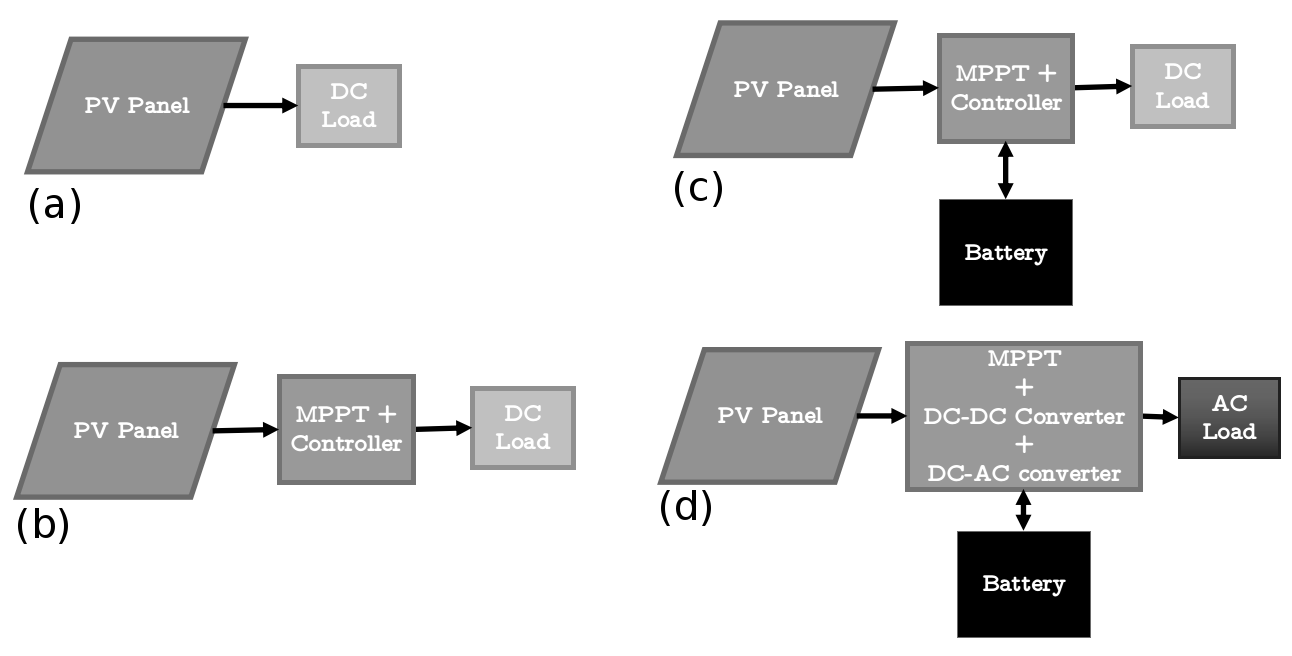 PV Panel
DC
Load
(a)
PV Panel
MPPT +
Controller
DC
Load
(b)
PV Panel
MPPT +
Controller
DC
Load
(c)
Battery
PV Panel
MPPT
+
DC-DC Converter
+
DC-AC converter
AC
Load
(d)
Battery